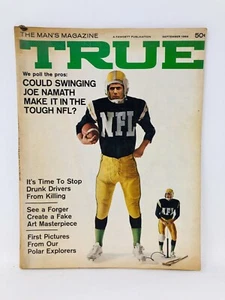 THE MAN'S MAGAZINE
A FAWCETT PUBLICATION
SEPTEMBER 1968
50¢
TRUE
We poll the pros:
COULD SWINGING
JOE NAMATH
MAKE IT IN THE
TOUGH NFL?
NFL
NFL
It's Time To Stop
Drunk Drivers
From Killing
See a Forger
Create a Fake
Art Masterpiece
First Pictures
From Our
Polar Explorers